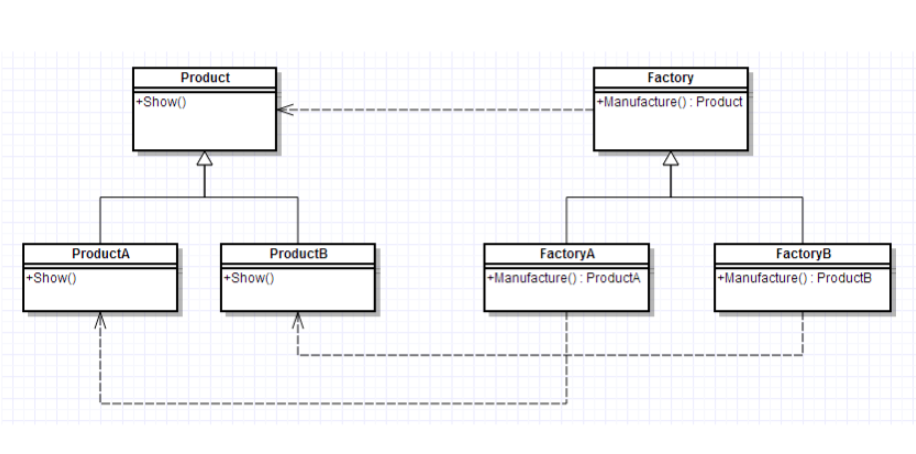 Product
+Show()
Factory
+Manufacture() : Product
ProductA
+Show()
ProductB
+Show()
FactoryA
+Manufacture() : ProductA
FactoryB
+Manufacture() : ProductB